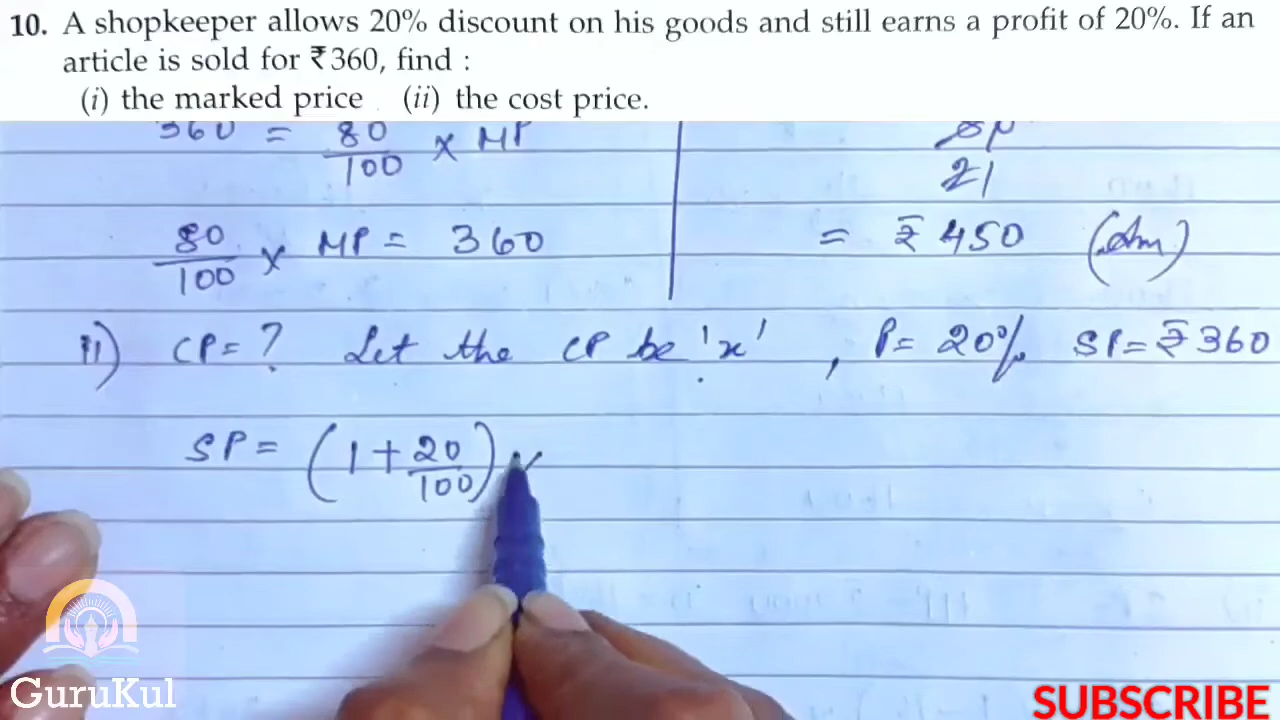 10. A shopkeeper allows 20% discount on his goods and still earns a profit of 20%. If an
article is sold for ₹360, find :
(i) the marked price (ii) the cost price.
360 = 80/100 × MP
80/100 × MP = 360
21
= ₹ 450 (Ans)
ii) CP = ? Let the CP be 'x', P = 20% SP = ₹360
SP = (1 + 20/100) ×
GuruKul
SUBSCRIBE